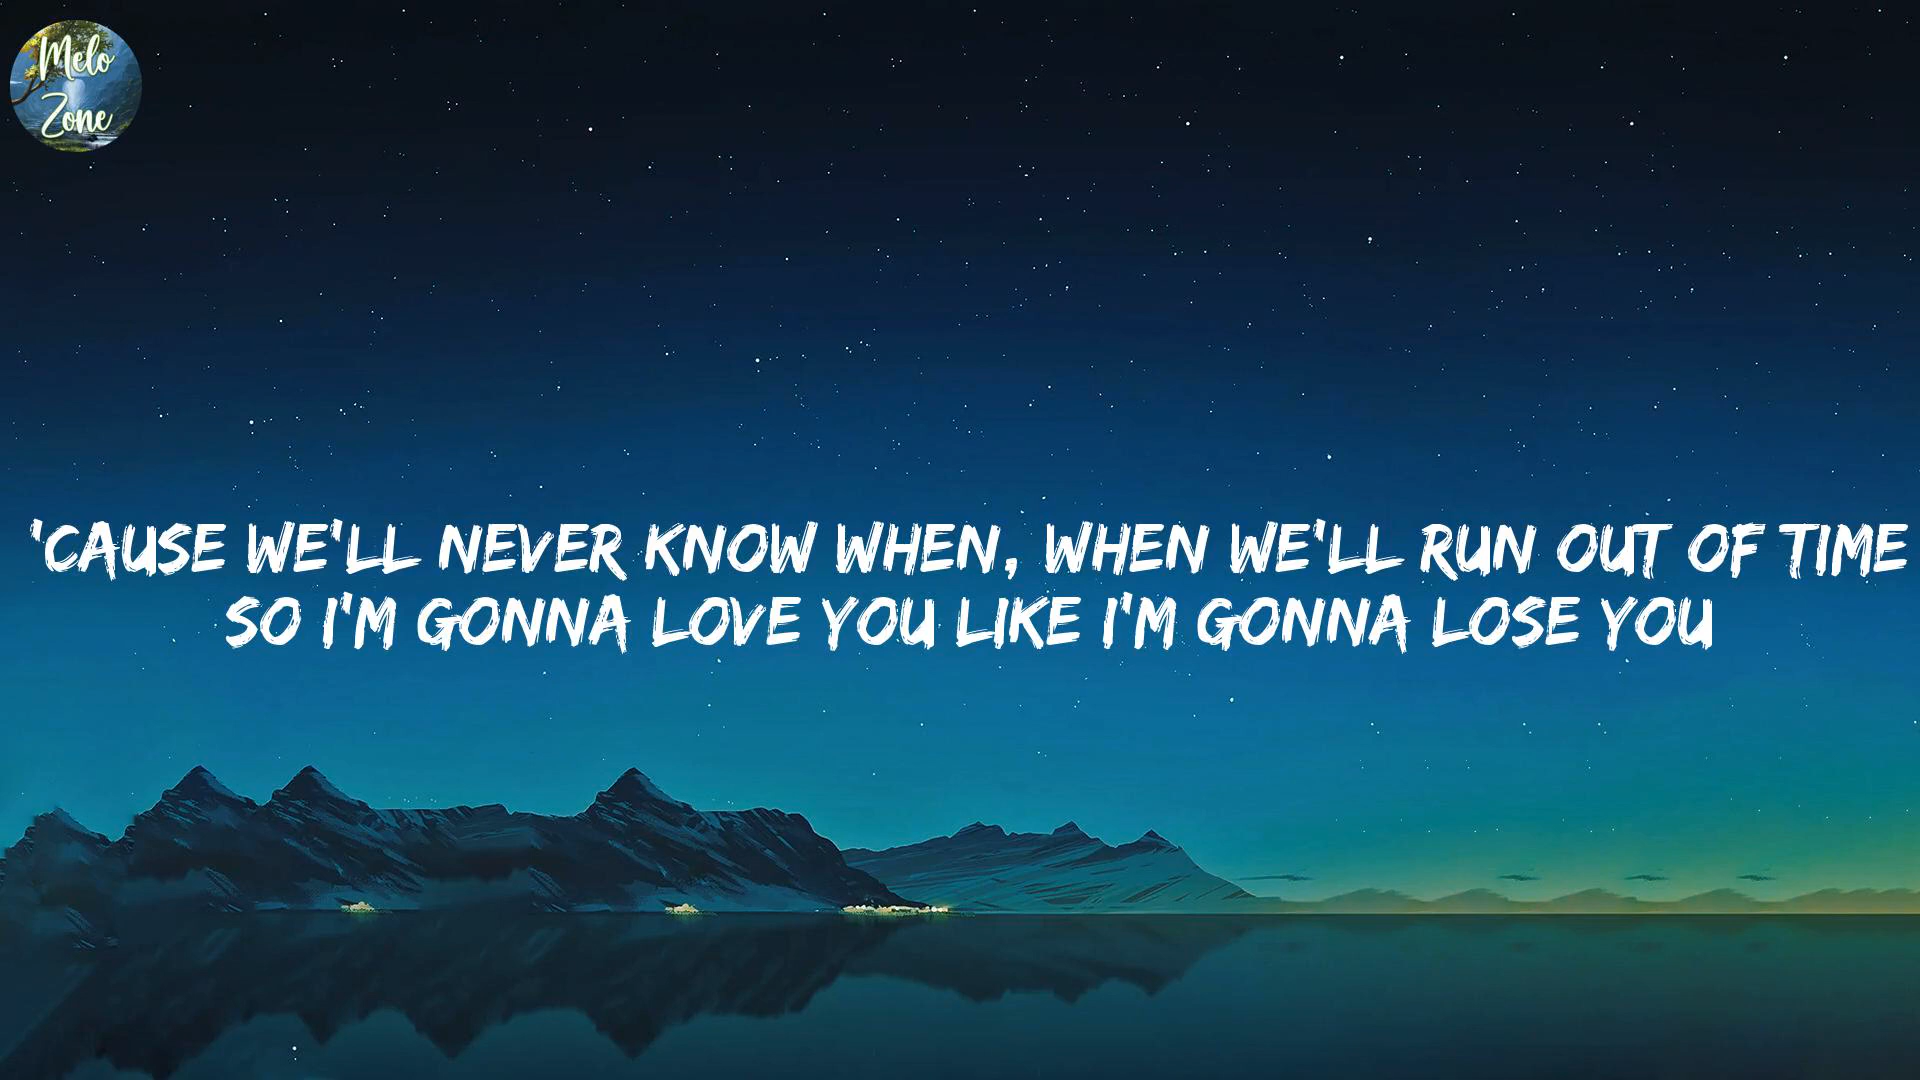 Melo
Zone
'CAUSE WE'LL NEVER KNOW WHEN, WHEN WE'LL RUN OUT OF TIME
SO I'M GONNA LOVE YOU LIKE I'M GONNA LOSE YOU